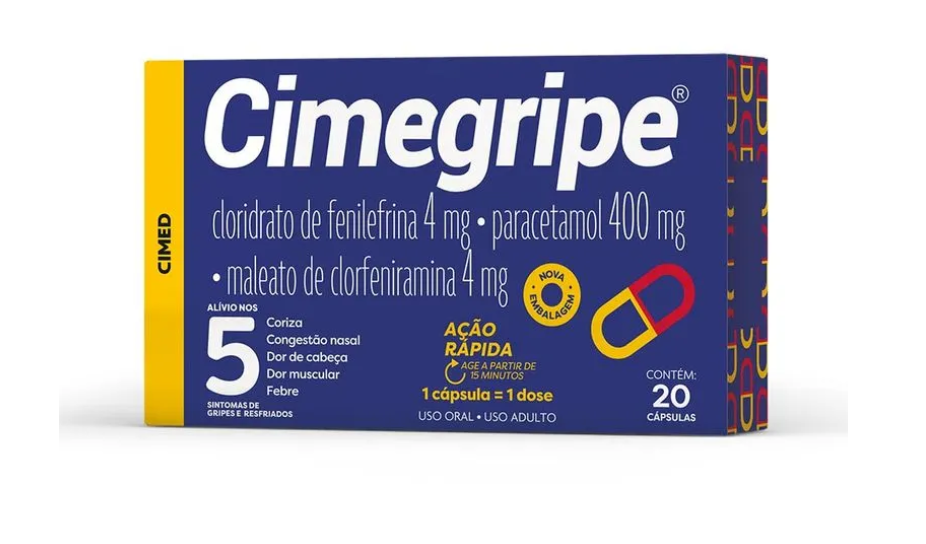 CIMED
Cimegripe®
cloridrato de fenilefrina 4 mg • paracetamol 400 mg
• maleato de clorfeniramina 4 mg
NOVA
EMBALAGEM
ALÍVIO NOS
5
SINTOMAS DE
GRIPES E RESFRIADOS
Coriza
Congestão nasal
Dor de cabeça
Dor muscular
Febre
AÇÃO
RÁPIDA
AGE A PARTIR DE
15 MINUTOS
1 cápsula = 1 dose
USO ORAL • USO ADULTO
CONTÉM:
20
CÁPSULAS